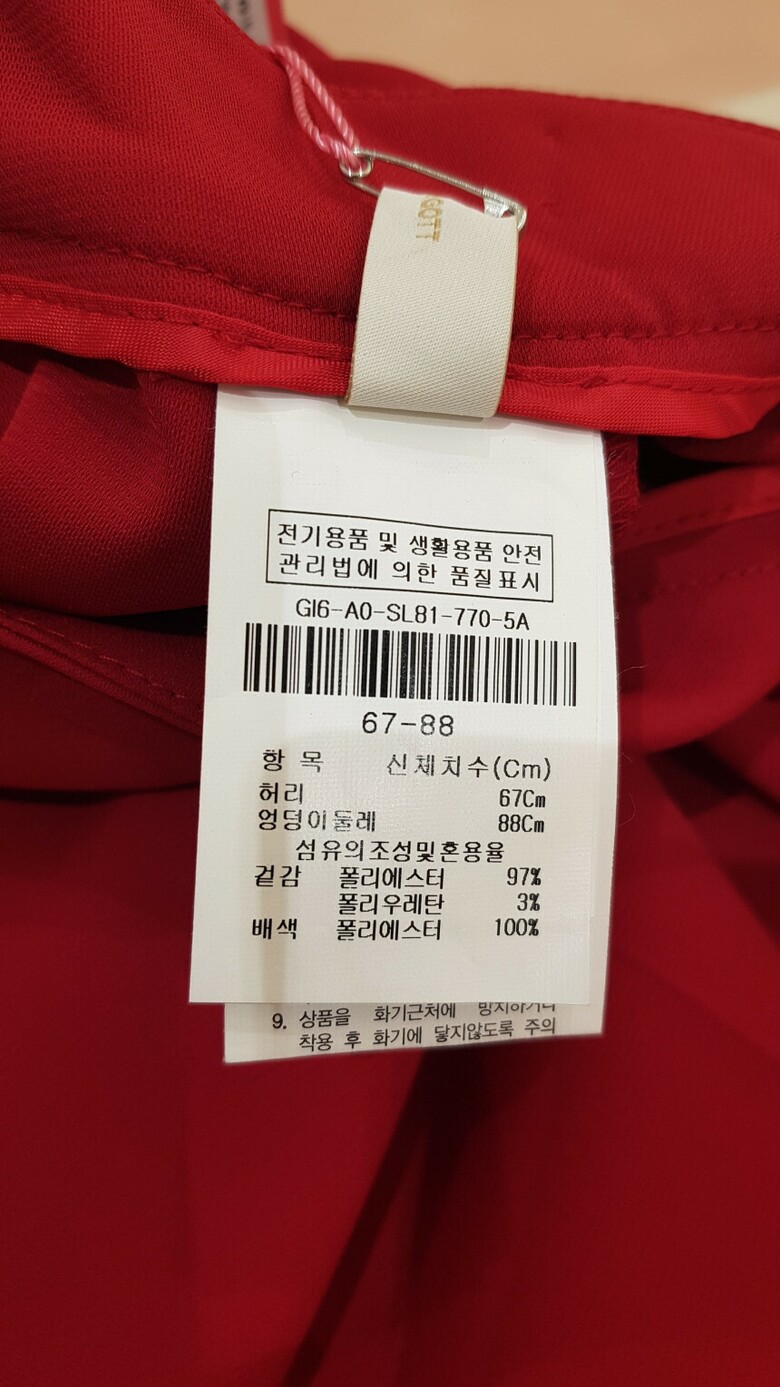 GOTT
전기용품 및 생활용품 안전
관리법에 의한 품질표시
GI6-A0-SL81-770-5A
67-88
항 목 신체치수(Cm)
허리 67Cm
엉덩이둘레 88Cm
섬유의조성및혼용율
겉감 폴리에스터 97%
폴리우레탄 3%
배색 폴리에스터 100%
9. 상품을 화기근처에 방치하거나
착용 후 화기에 닿지않도록 주의